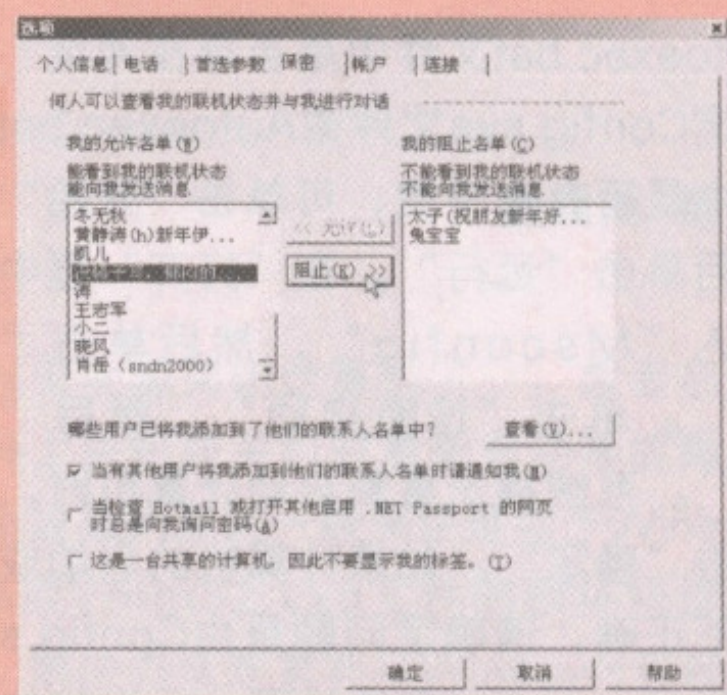 选项
个人信息 电话 首选参数 保密 帐户 连接
何人可以查看我的联机状态并与我进行对话
我的允许名单(W)
能看到我的联机状态
能向我发送消息
冬无秋
黄静涛(h)新年伊...
凯儿
涛
王志军
小二
晓风
肖岳（sndn2000）
<< 允许(L)
阻止(K) >>
我的阻止名单(C)
不能看到我的联机状态
不能向我发送消息
太子(祝朋友新年好...
兔宝宝
哪些用户已将我添加到了他们的联系人名单中?
查看(V)...
当有其他用户将我添加到他们的联系人名单时请通知我(N)
当检查 Hotmail 或打开其他启用 .NET Passport 的网页
时总是向我询问密码(A)
这是一台共享的计算机，因此不要显示我的标签。(T)
确定 取消 帮助